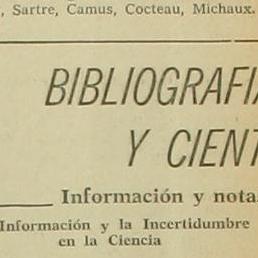 , Sartre, Camus, Cocteau, Michaux.
BIBLIOGRAFIA
Y CIENT
Información y nota
Información y la Incertidumbre
en la Ciencia